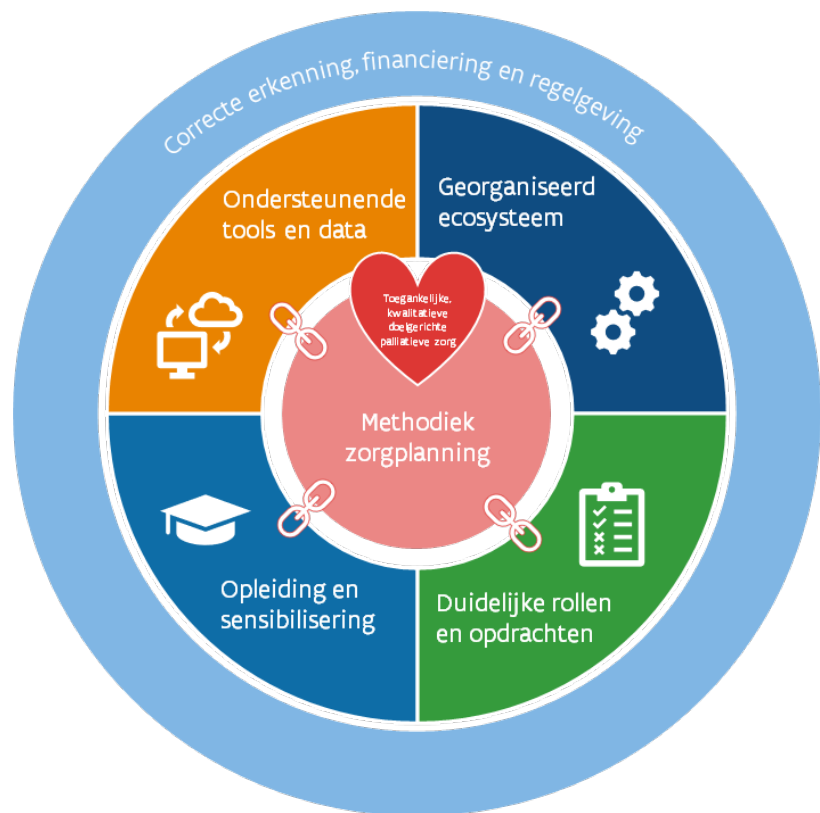 Correcte erkenning, financiering en regelgeving
Ondersteunende
tools en data
Georganiseerd
ecosysteem
Toegankelijke,
kwalitatieve
doelgerichte
palliatieve zorg
Methodiek
zorgplanning
Opleiding en
sensibilisering
Duidelijke rollen
en opdrachten